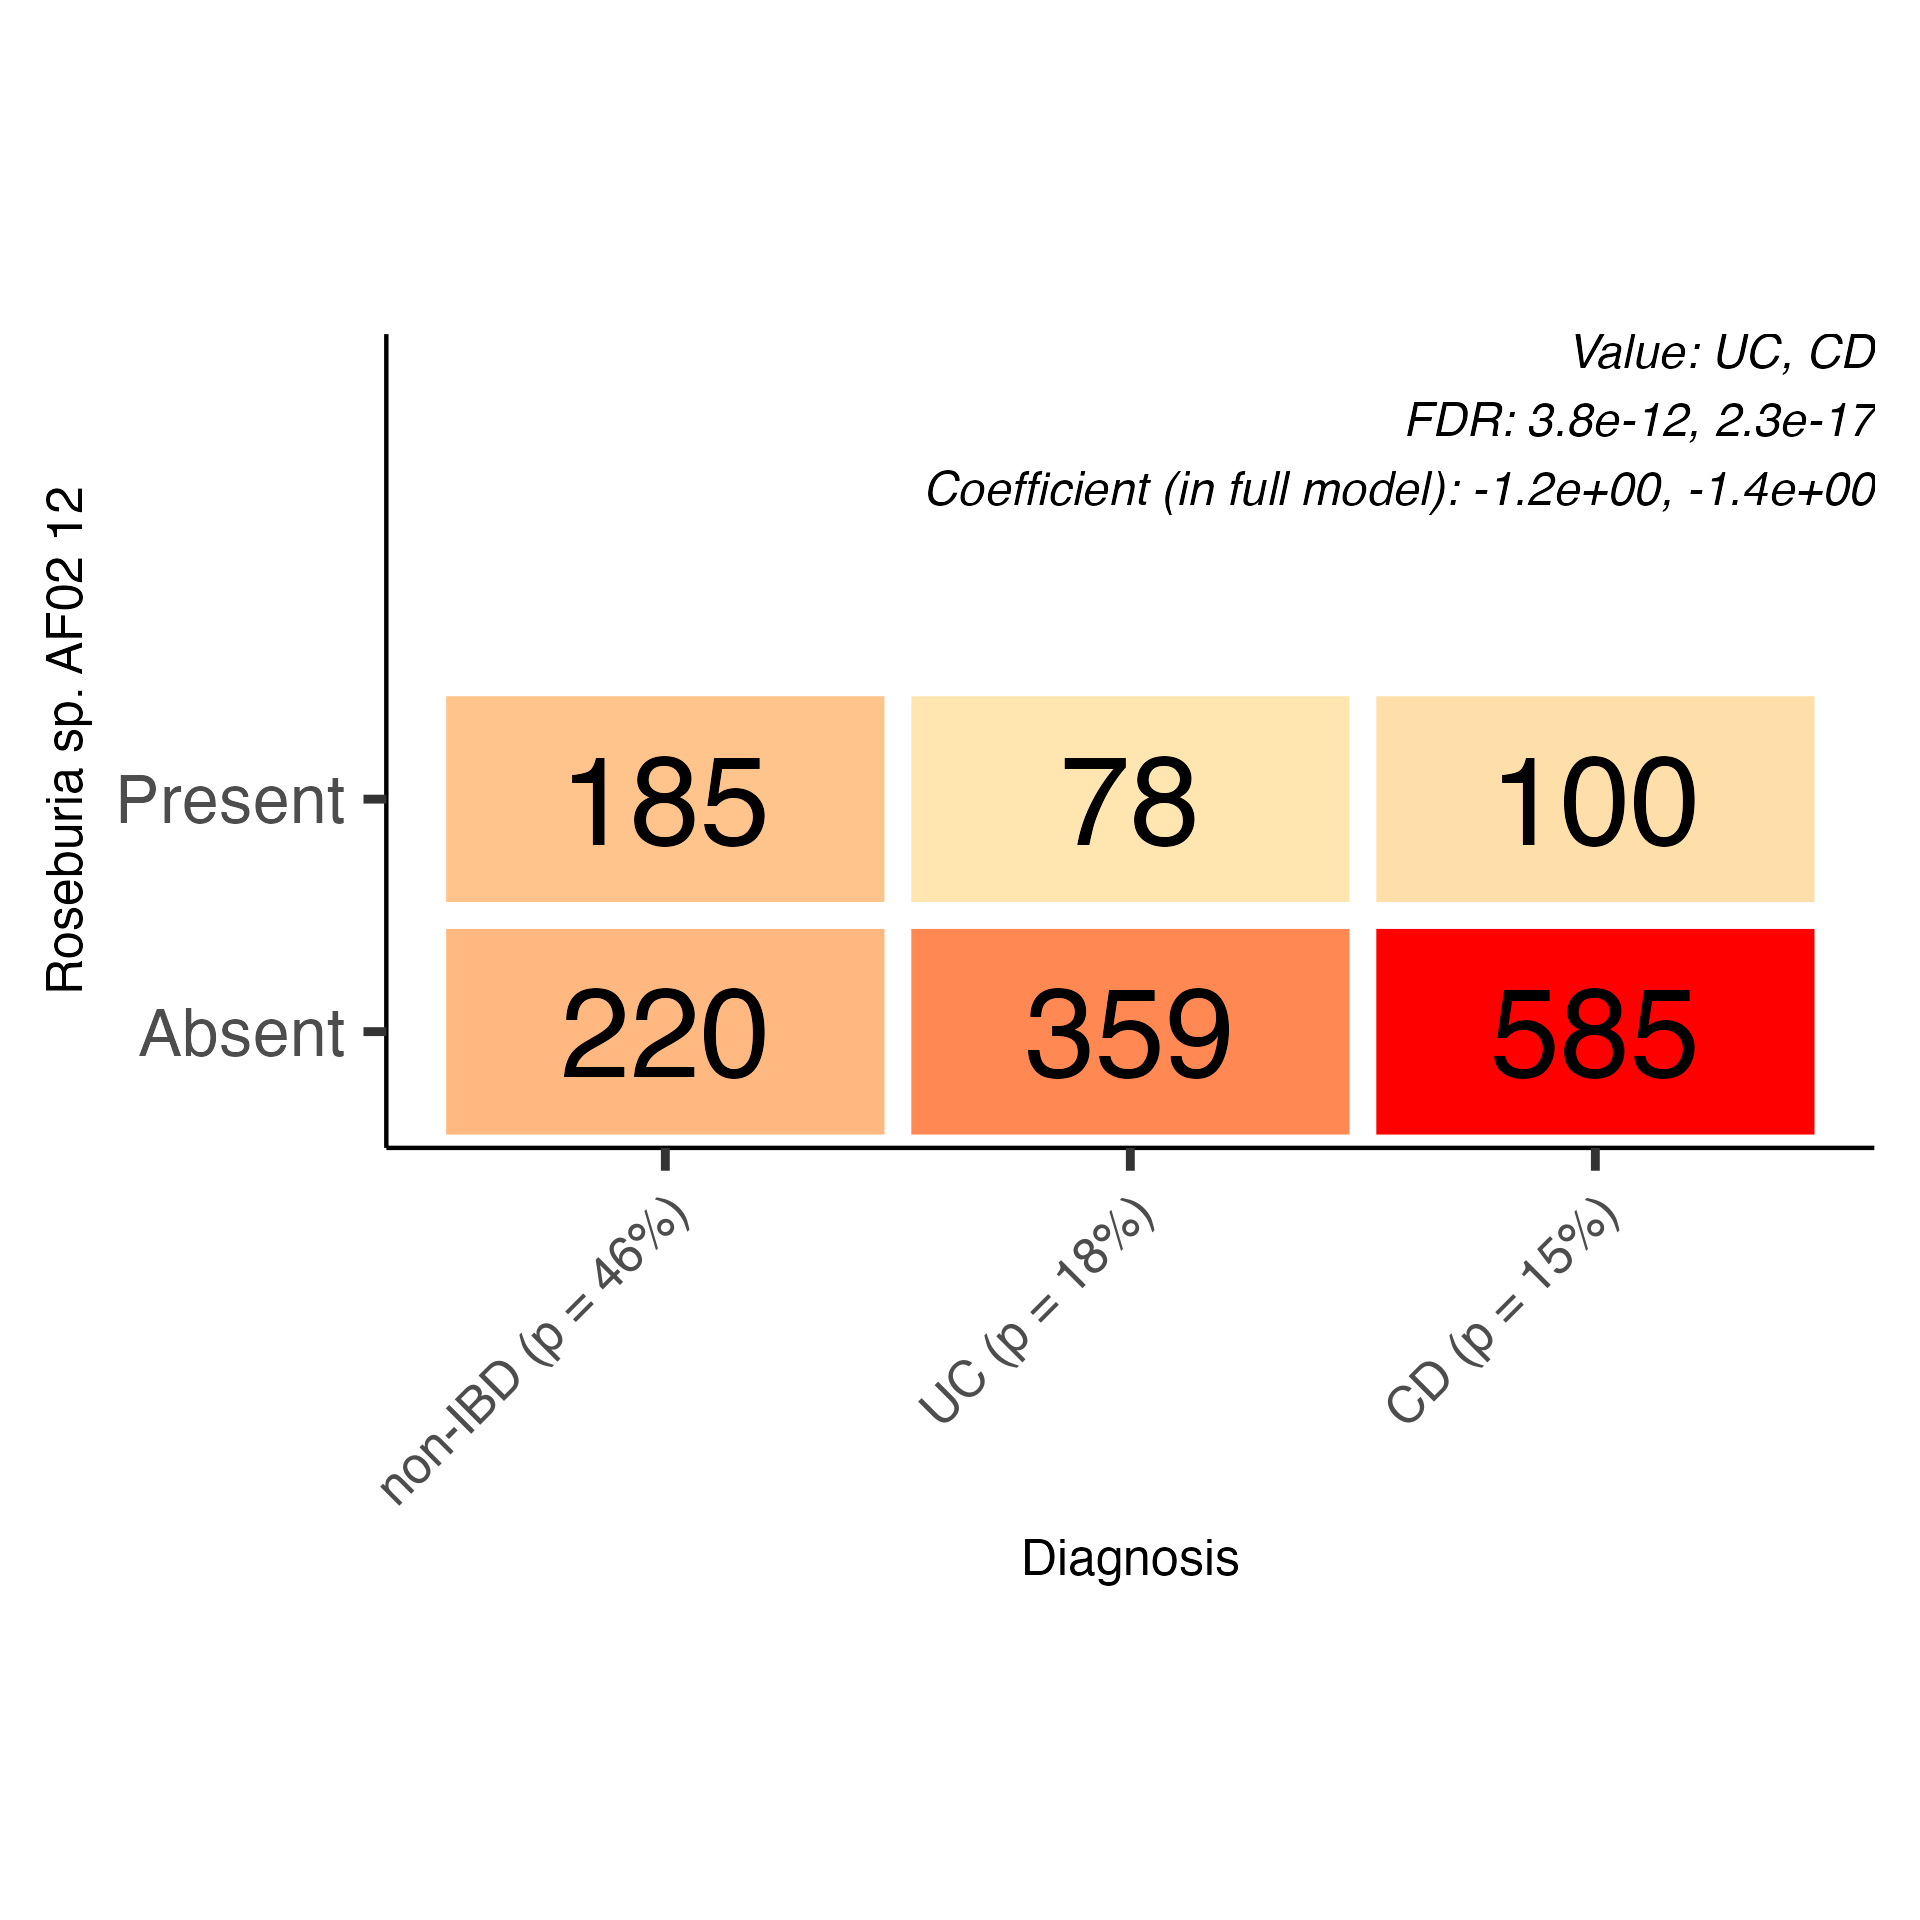 Value: UC, CD
FDR: 3.8e-12, 2.3e-17
Coefficient (in full model): -1.2e+00, -1.4e+00
Roseburia sp. AF02 12
Present
185
78
100
Absent
220
359
585
non-IBD (p = 46%)
UC (p = 18%)
CD (p = 15%)
Diagnosis